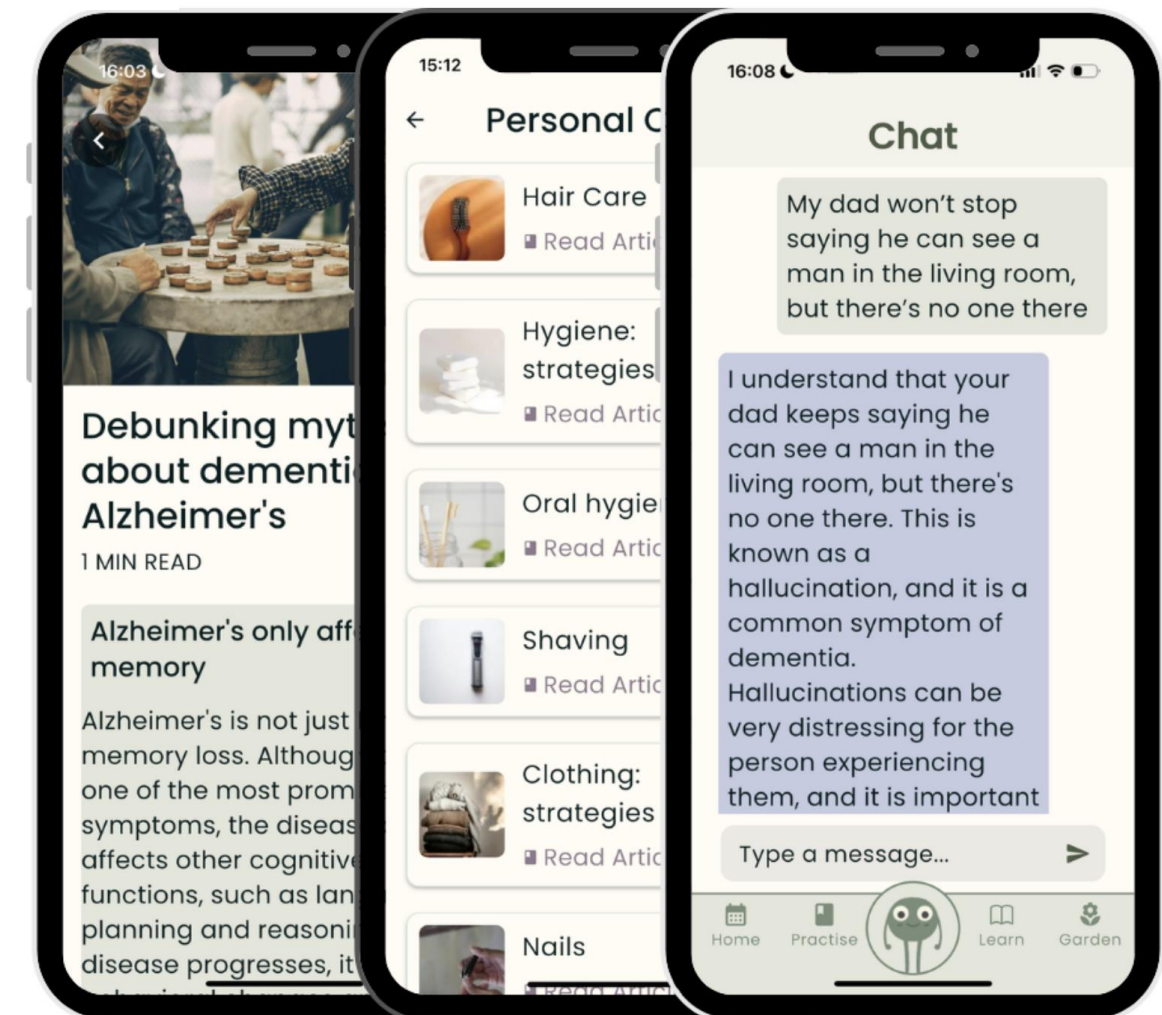 16:03
Debunking myt
about dementi
Alzheimer's
1 MIN READ
Alzheimer's only aff
memory
Alzheimer's is not just
memory loss. Althoug
one of the most prom
symptoms, the diseas
affects other cognitive
functions, such as lan
planning and reasoni
disease progresses, it
15:12
Personal C
Hair Care
Read Artic
Hygiene:
strategies
Read Artic
Oral hygie
Read Artic
Shaving
Read Artic
Clothing:
strategies
Read Artic
Nails
Read Artic
16:08
Chat
My dad won’t stop
saying he can see a
man in the living room,
but there’s no one there
I understand that your
dad keeps saying he
can see a man in the
living room, but there's
no one there. This is
known as a
hallucination, and it is a
common symptom of
dementia.
Hallucinations can be
very distressing for the
person experiencing
them, and it is important
Type a message...
Home
Practise
Learn
Garden